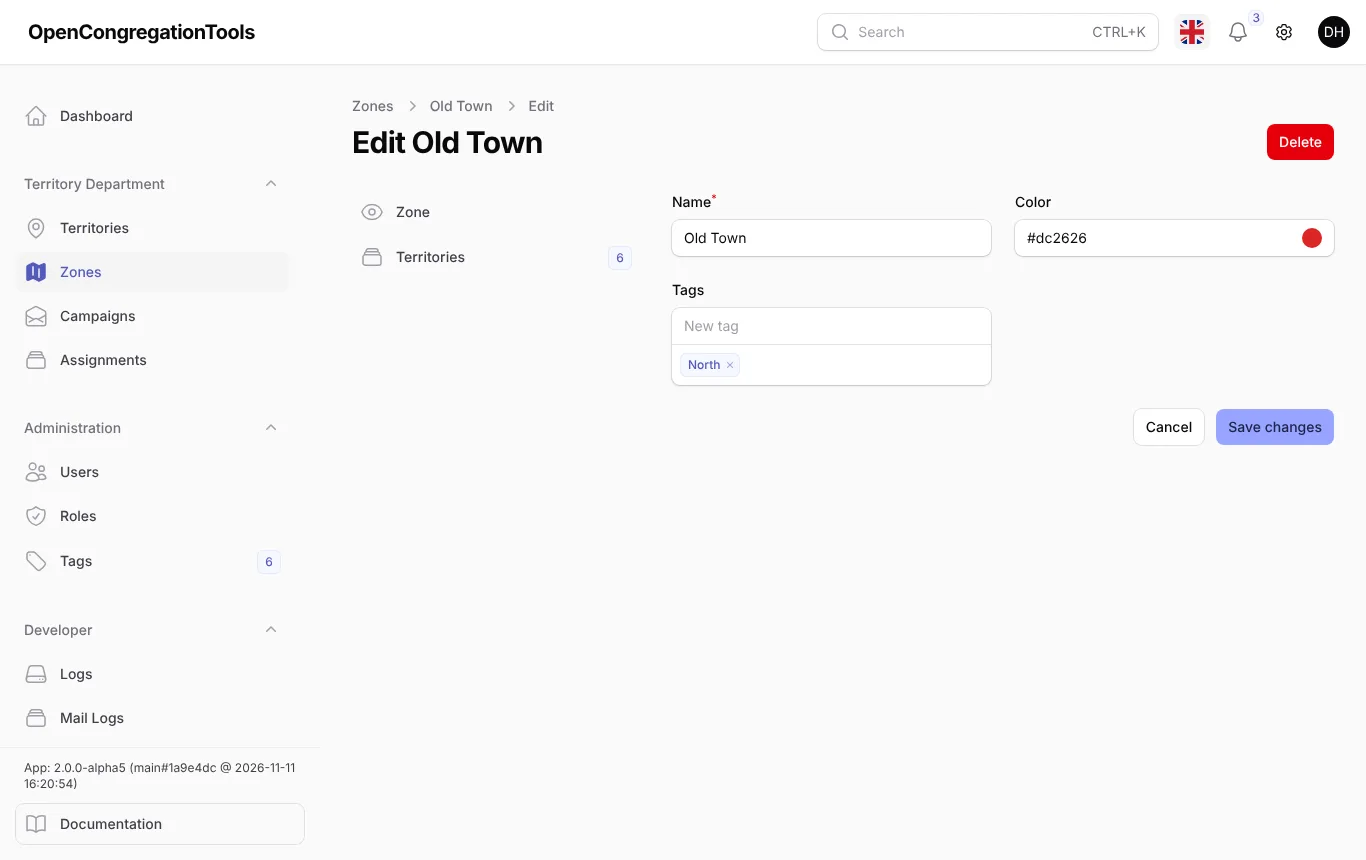 OpenCongregationTools
Search
CTRL+K
3
DH
Dashboard
Territory Department
Territories
Zones
Campaigns
Assignments
Administration
Users
Roles
Tags
6
Developer
Logs
Mail Logs
App: 2.0.0-alpha5 (main#1a9e4dc @ 2026-11-11
16:20:54)
Documentation
Zones
Old Town
Edit
Edit Old Town
Delete
Zone
Territories
6
Name*
Old Town
Color
#dc2626
Tags
New tag
North ×
Cancel
Save changes